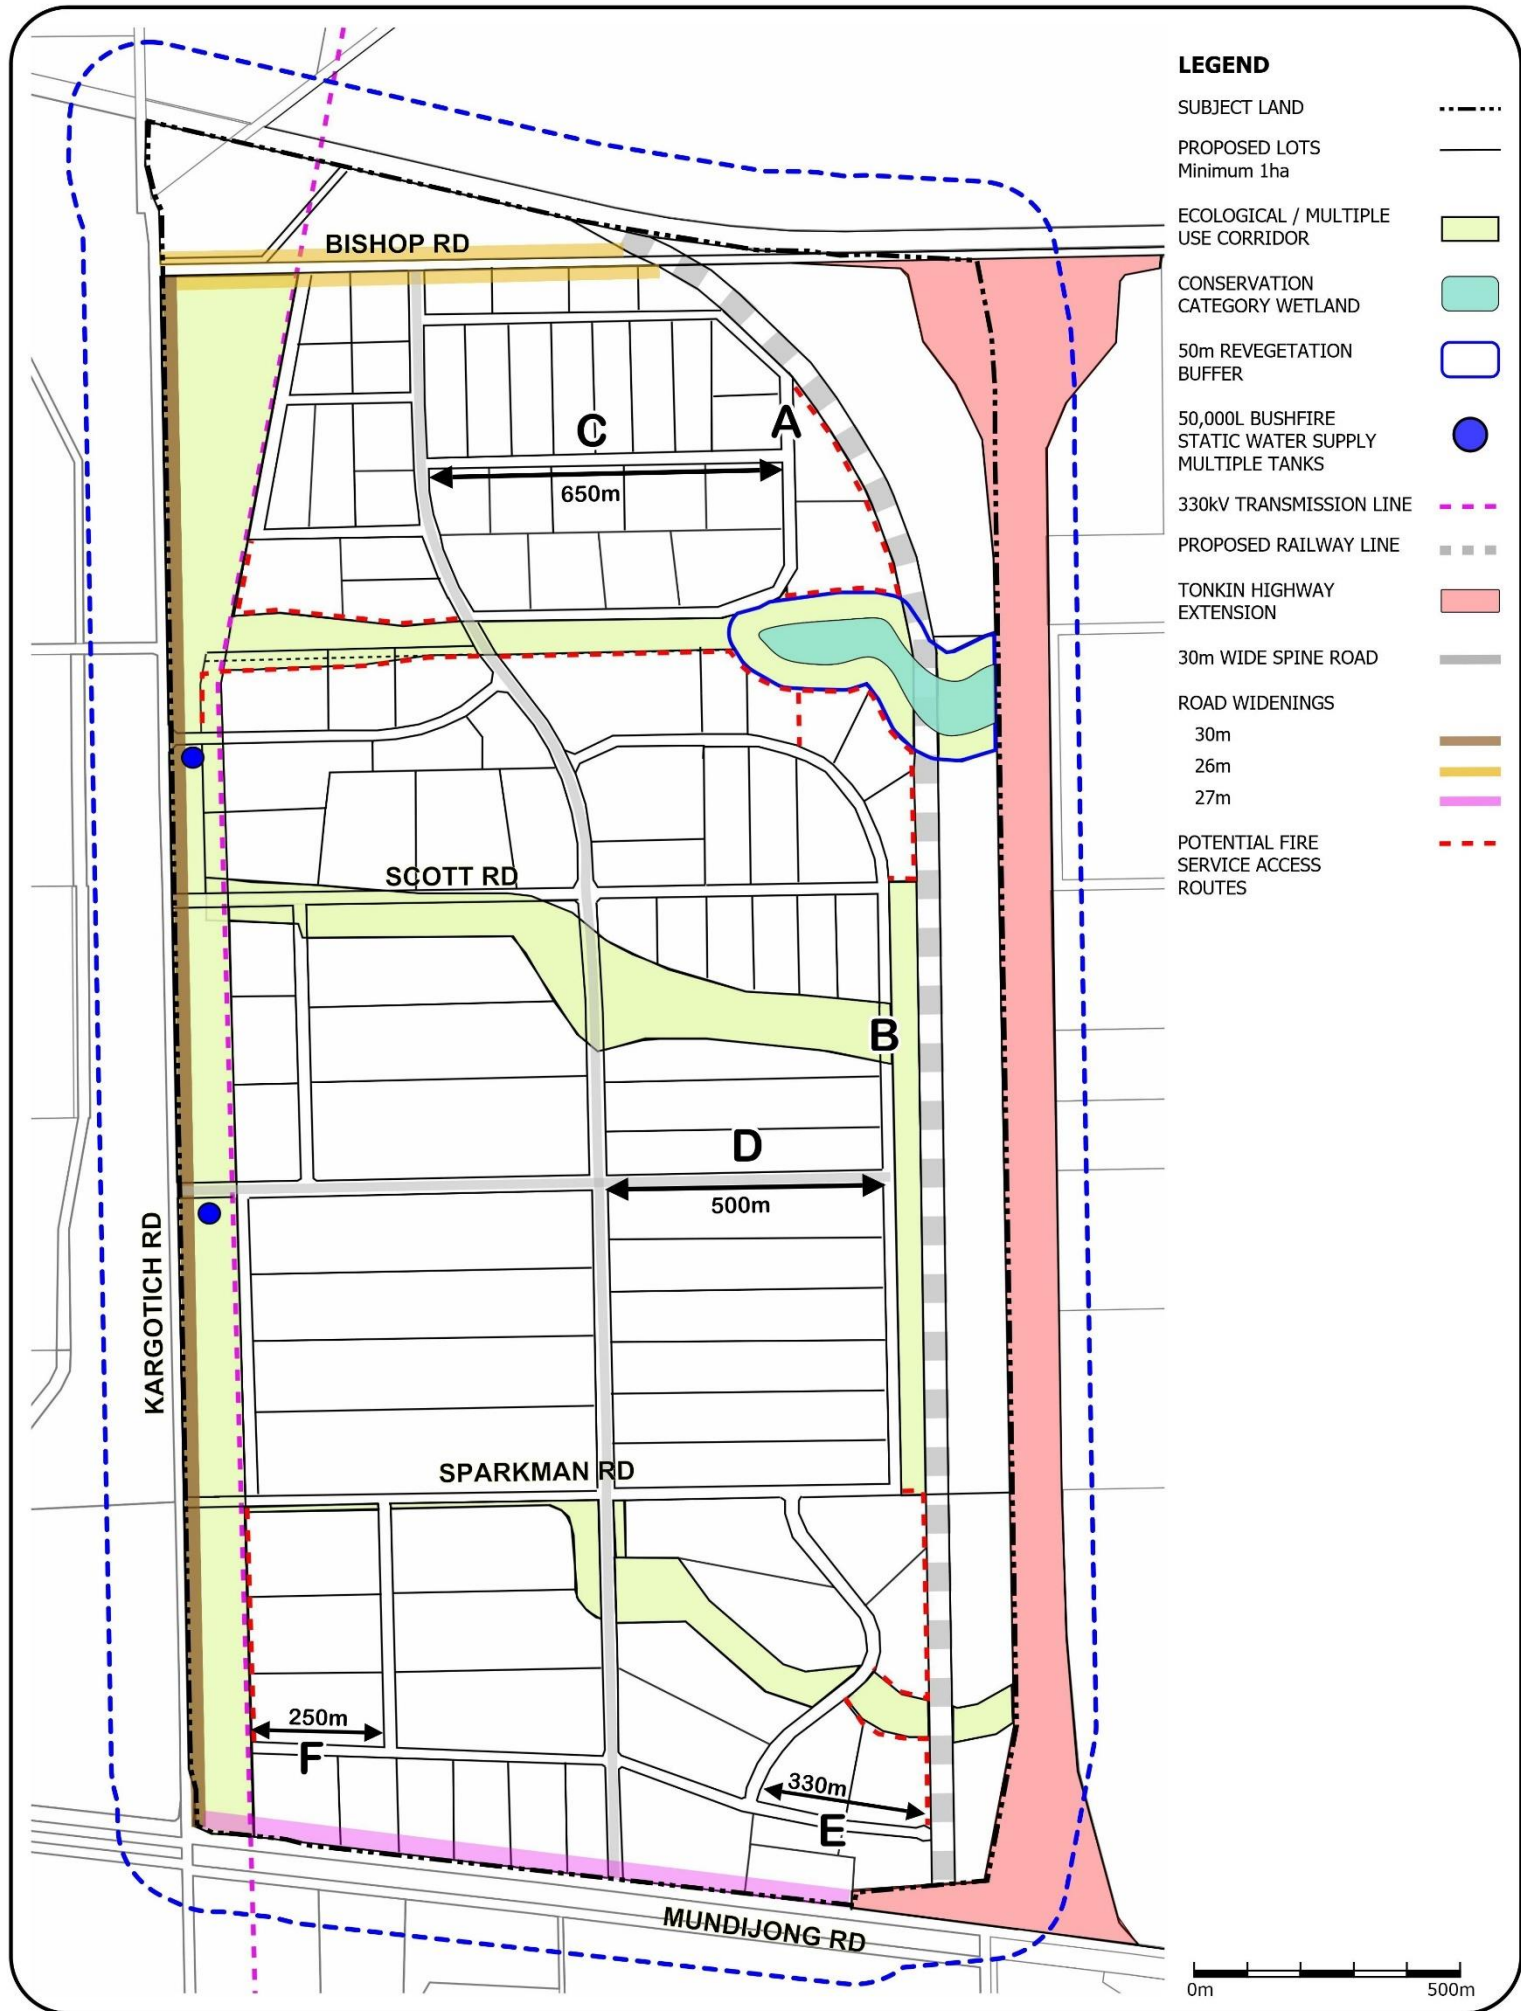 BISHOP RD
C
A
650m
SCOTT RD
B
D
500m
KARGOTICH RD
SPARKMAN RD
250m
F
330m
E
MUNDIJONG RD
LEGEND
SUBJECT LAND
PROPOSED LOTS
Minimum 1ha
ECOLOGICAL / MULTIPLE
USE CORRIDOR
CONSERVATION
CATEGORY WETLAND
50m REVEGETATION
BUFFER
50,000L BUSHFIRE
STATIC WATER SUPPLY
MULTIPLE TANKS
330kV TRANSMISSION LINE
PROPOSED RAILWAY LINE
TONKIN HIGHWAY
EXTENSION
30m WIDE SPINE ROAD
ROAD WIDENINGS
30m
26m
27m
POTENTIAL FIRE
SERVICE ACCESS
ROUTES
0m 500m